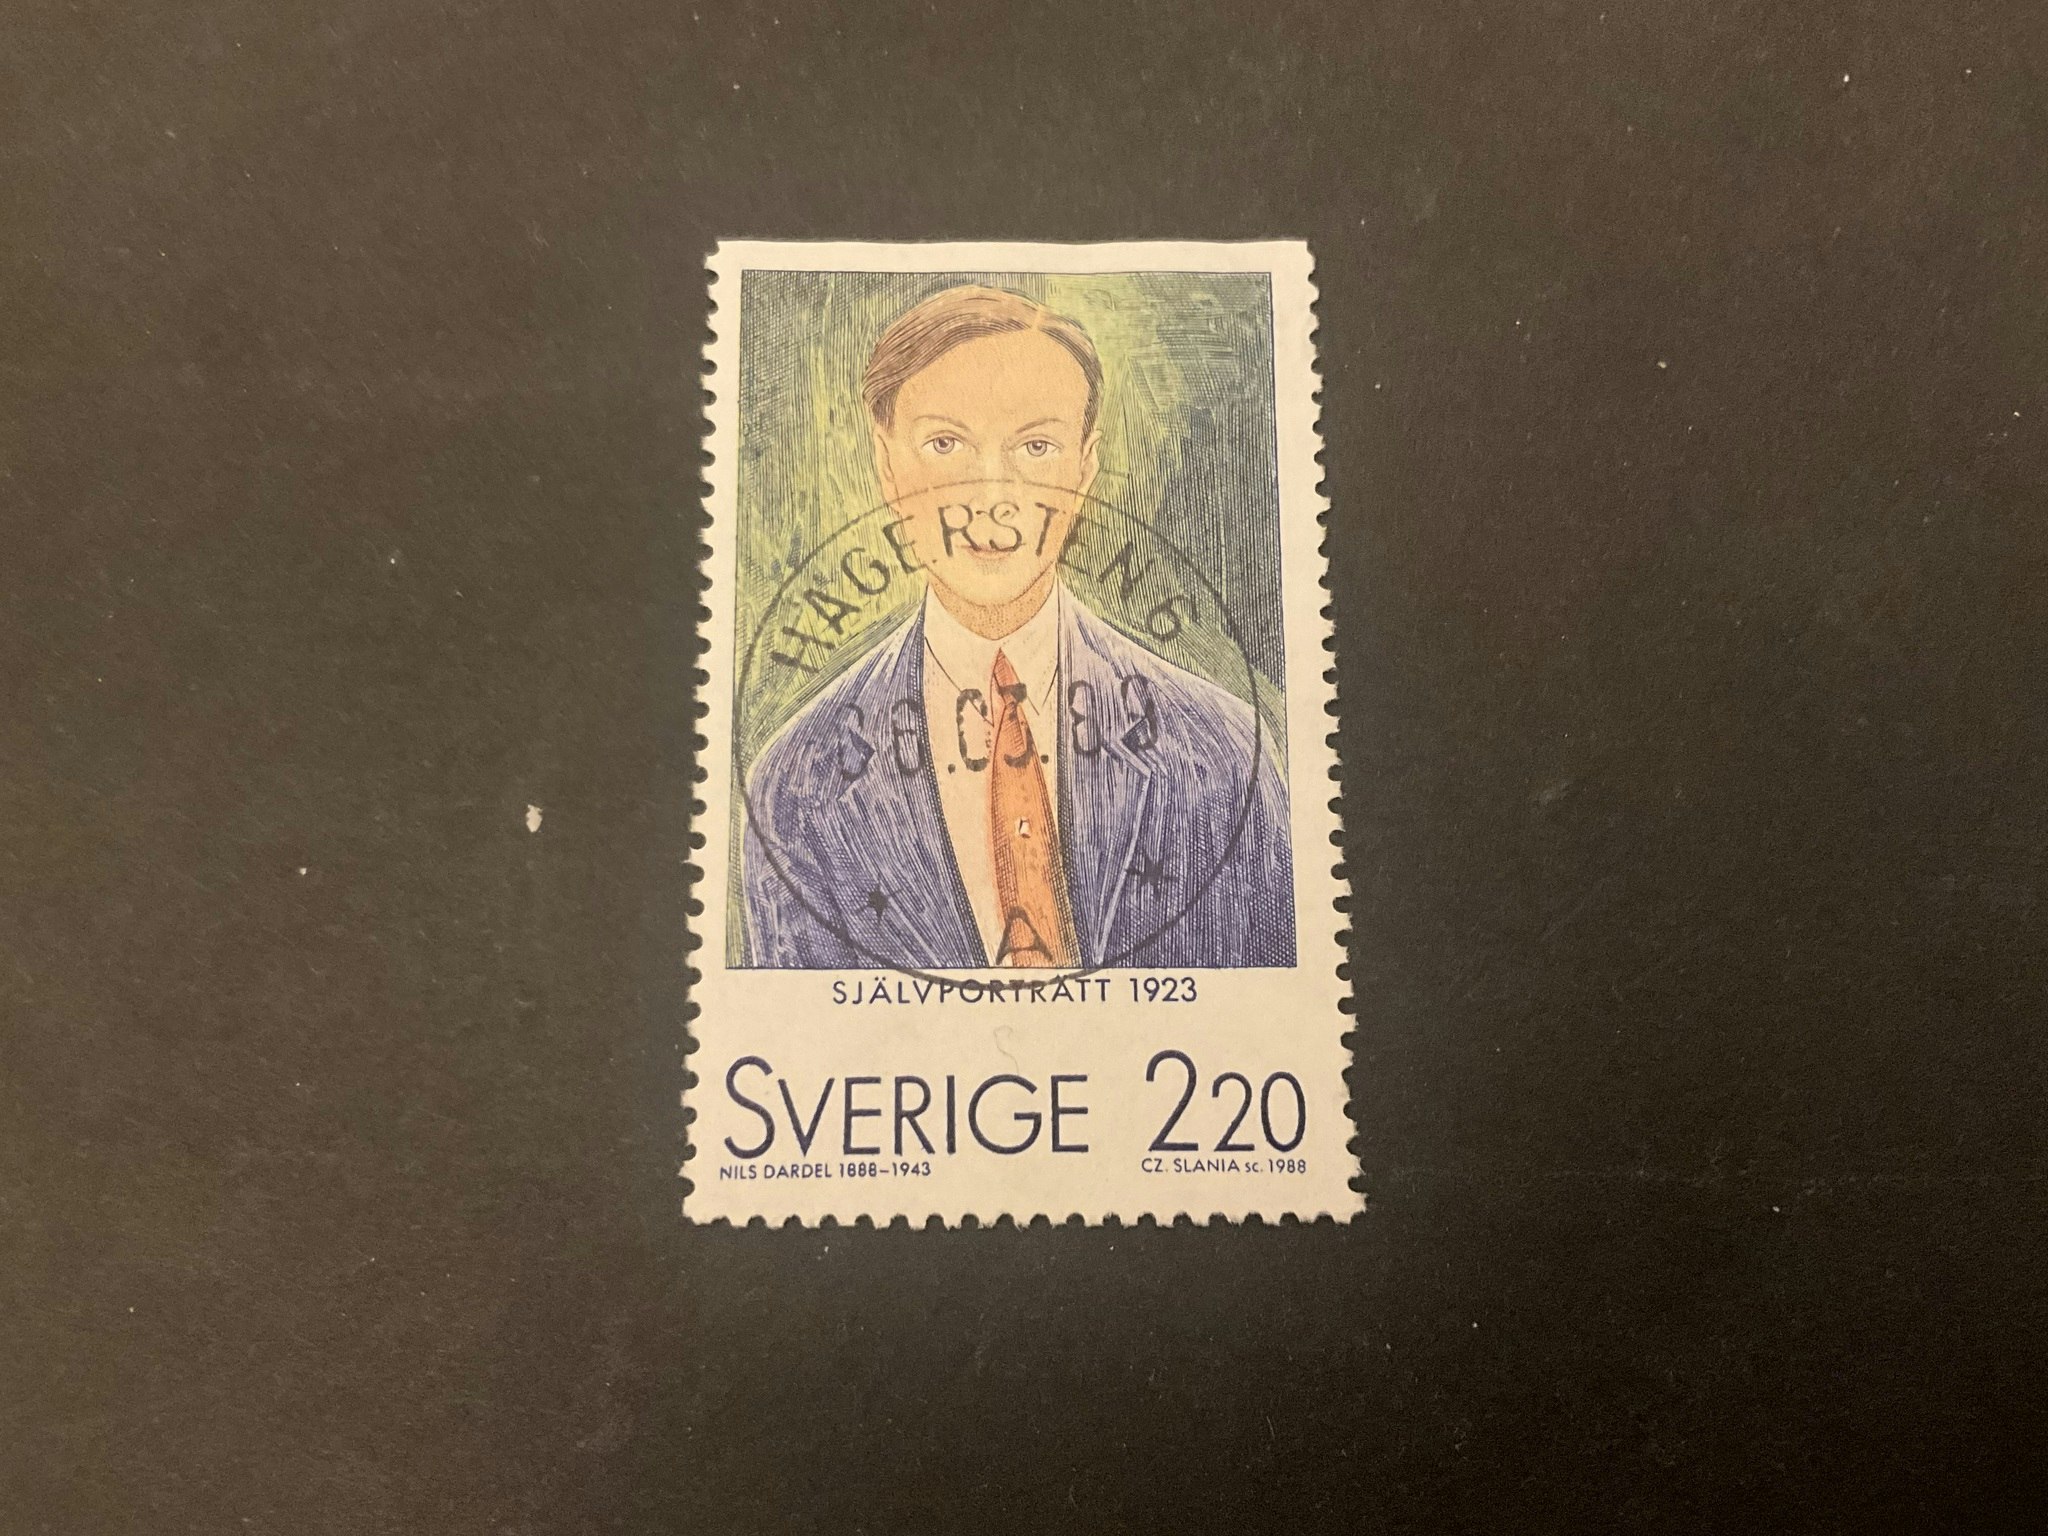 HÄGERSTEN 6
A
SJÄLVPORTRÄTT 1923
SVERIGE 220
NILS DARDEL 1888–1943 CZ. SLANIA sc. 1988